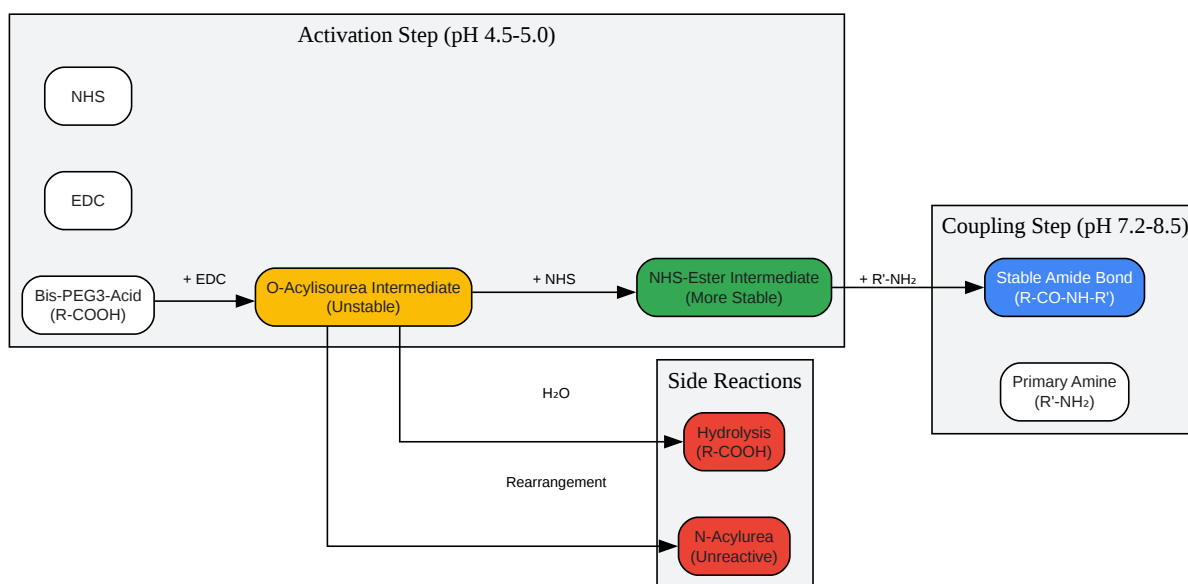 Activation Step (pH 4.5-5.0)
NHS
EDC
Bis-PEG3-Acid
(R-COOH)
+ EDC
O-Acylisourea Intermediate
(Unstable)
+ NHS
NHS-Ester Intermediate
(More Stable)
+ R'-NH₂
Coupling Step (pH 7.2-8.5)
Stable Amide Bond
(R-CO-NH-R')
Primary Amine
(R'-NH₂)
Side Reactions
H₂O
Hydrolysis
(R-COOH)
Rearrangement
N-Acylurea
(Unreactive)